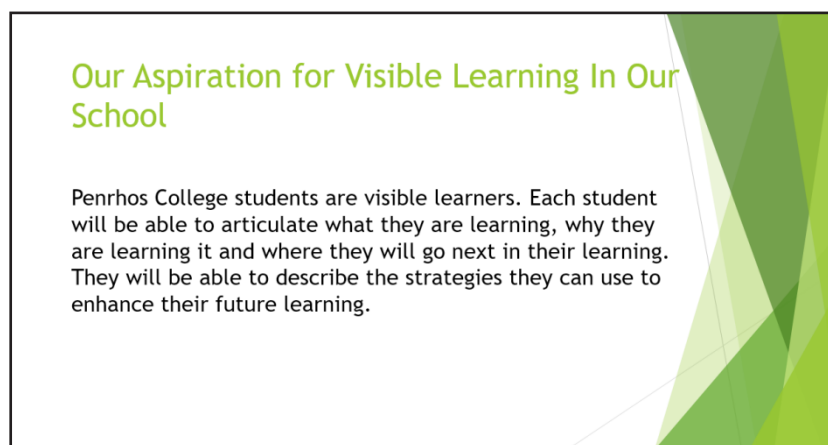 Our Aspiration for Visible Learning In Our
School
Penrhos College students are visible learners. Each student
will be able to articulate what they are learning, why they
are learning it and where they will go next in their learning.
They will be able to describe the strategies they can use to
enhance their future learning.